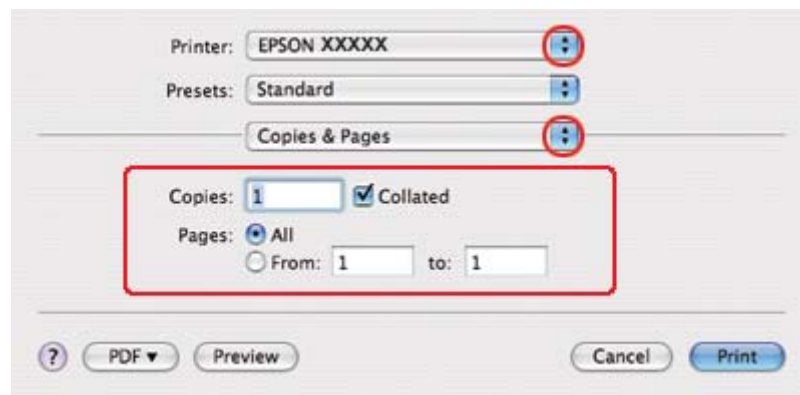 Printer: EPSON XXXXX
Presets: Standard
Copies & Pages
Copies: 1 Collated
Pages: All
From: 1 to: 1
? PDF Preview Cancel Print